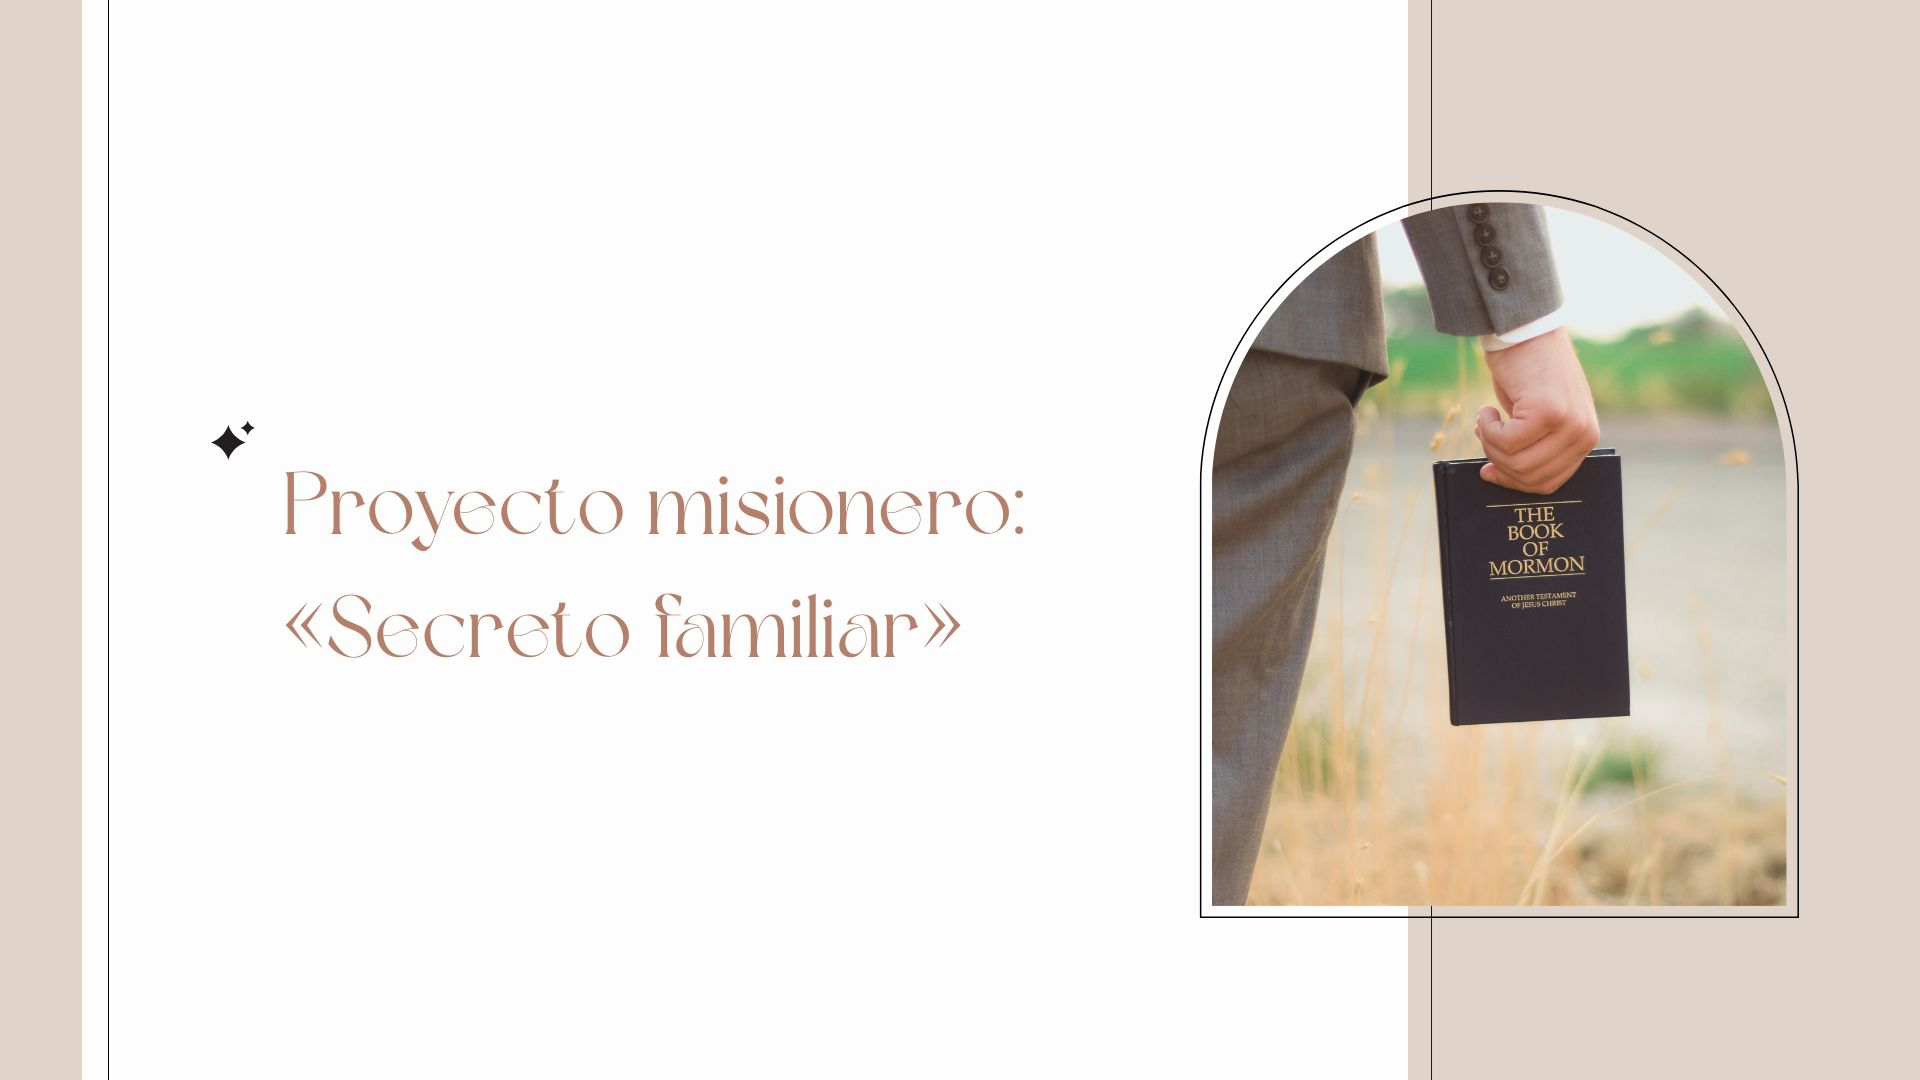 Proyecto misionero:
«Secreto familiar»
THE
BOOK
OF
MORMON
ANOTHER TESTAMENT
OF JESUS CHRIST